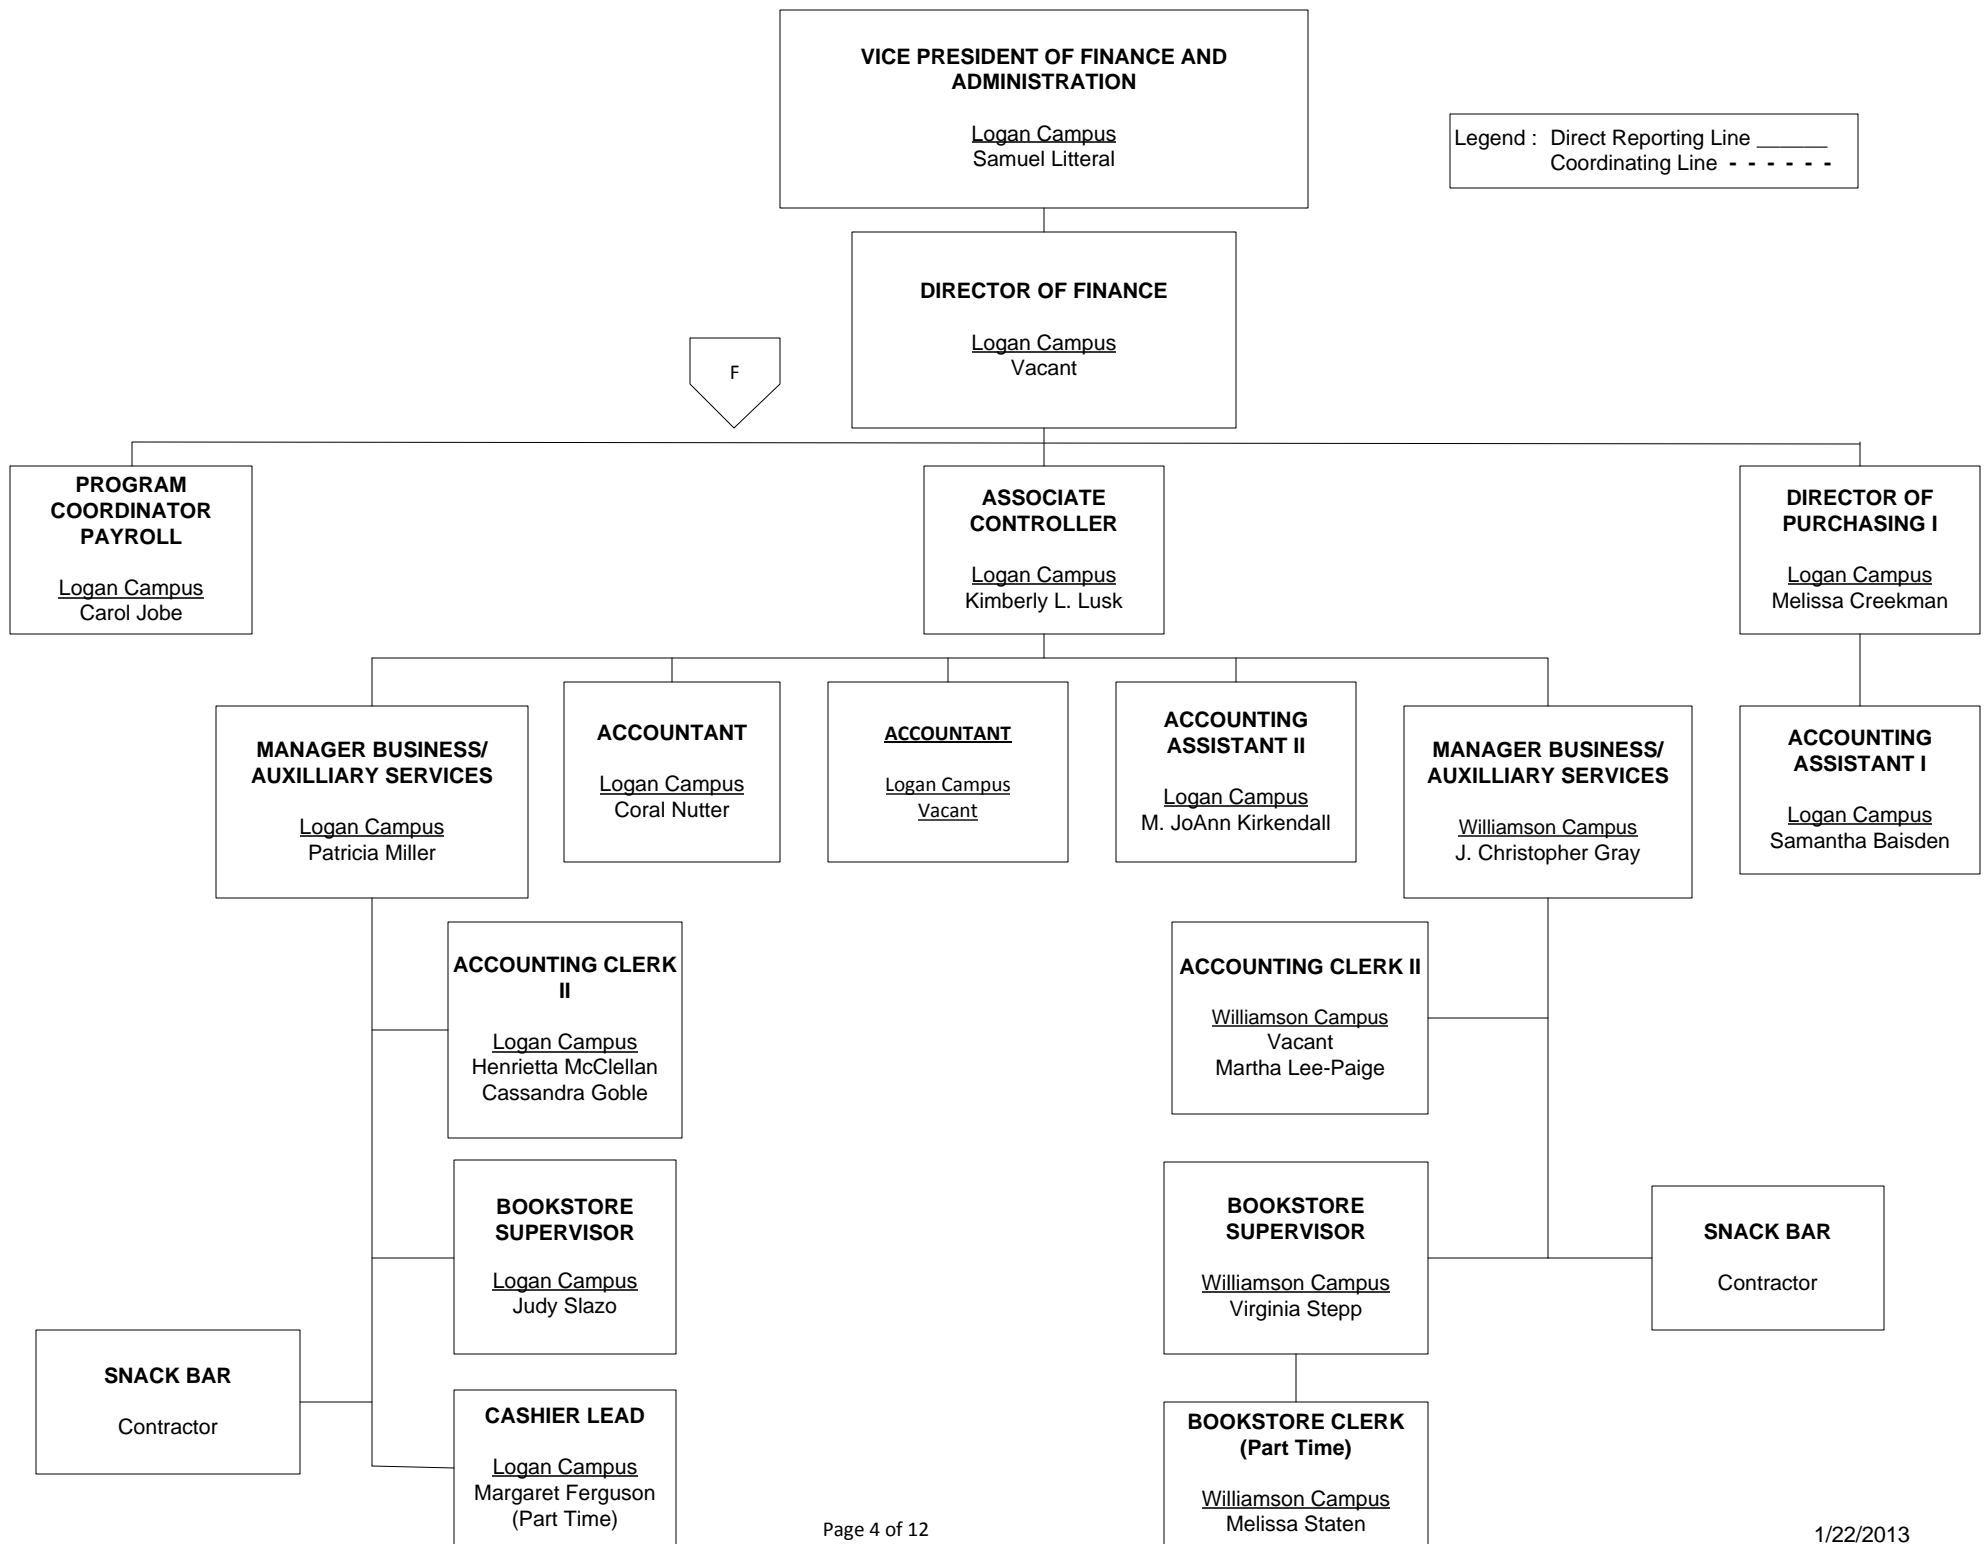 VICE PRESIDENT OF FINANCE AND
ADMINISTRATION
Logan Campus
Samuel Litteral
Legend : Direct Reporting Line ______
Coordinating Line - - - - - -
DIRECTOR OF FINANCE
Logan Campus
Vacant
F
PROGRAM
COORDINATOR
PAYROLL
Logan Campus
Carol Jobe
ASSOCIATE
CONTROLLER
Logan Campus
Kimberly L. Lusk
DIRECTOR OF
PURCHASING I
Logan Campus
Melissa Creekman
MANAGER BUSINESS/
AUXILLIARY SERVICES
Logan Campus
Patricia Miller
ACCOUNTANT
Logan Campus
Coral Nutter
ACCOUNTANT
Logan Campus
Vacant
ACCOUNTING
ASSISTANT II
Logan Campus
M. JoAnn Kirkendall
MANAGER BUSINESS/
AUXILLIARY SERVICES
Williamson Campus
J. Christopher Gray
ACCOUNTING
ASSISTANT I
Logan Campus
Samantha Baisden
ACCOUNTING CLERK
II
Logan Campus
Henrietta McClellan
Cassandra Goble
ACCOUNTING CLERK II
Williamson Campus
Vacant
Martha Lee-Paige
BOOKSTORE
SUPERVISOR
Logan Campus
Judy Slazo
BOOKSTORE
SUPERVISOR
Williamson Campus
Virginia Stepp
SNACK BAR
Contractor
SNACK BAR
Contractor
CASHIER LEAD
Logan Campus
Margaret Ferguson
(Part Time)
BOOKSTORE CLERK
(Part Time)
Williamson Campus
Melissa Staten
Page 4 of 12
1/22/2013